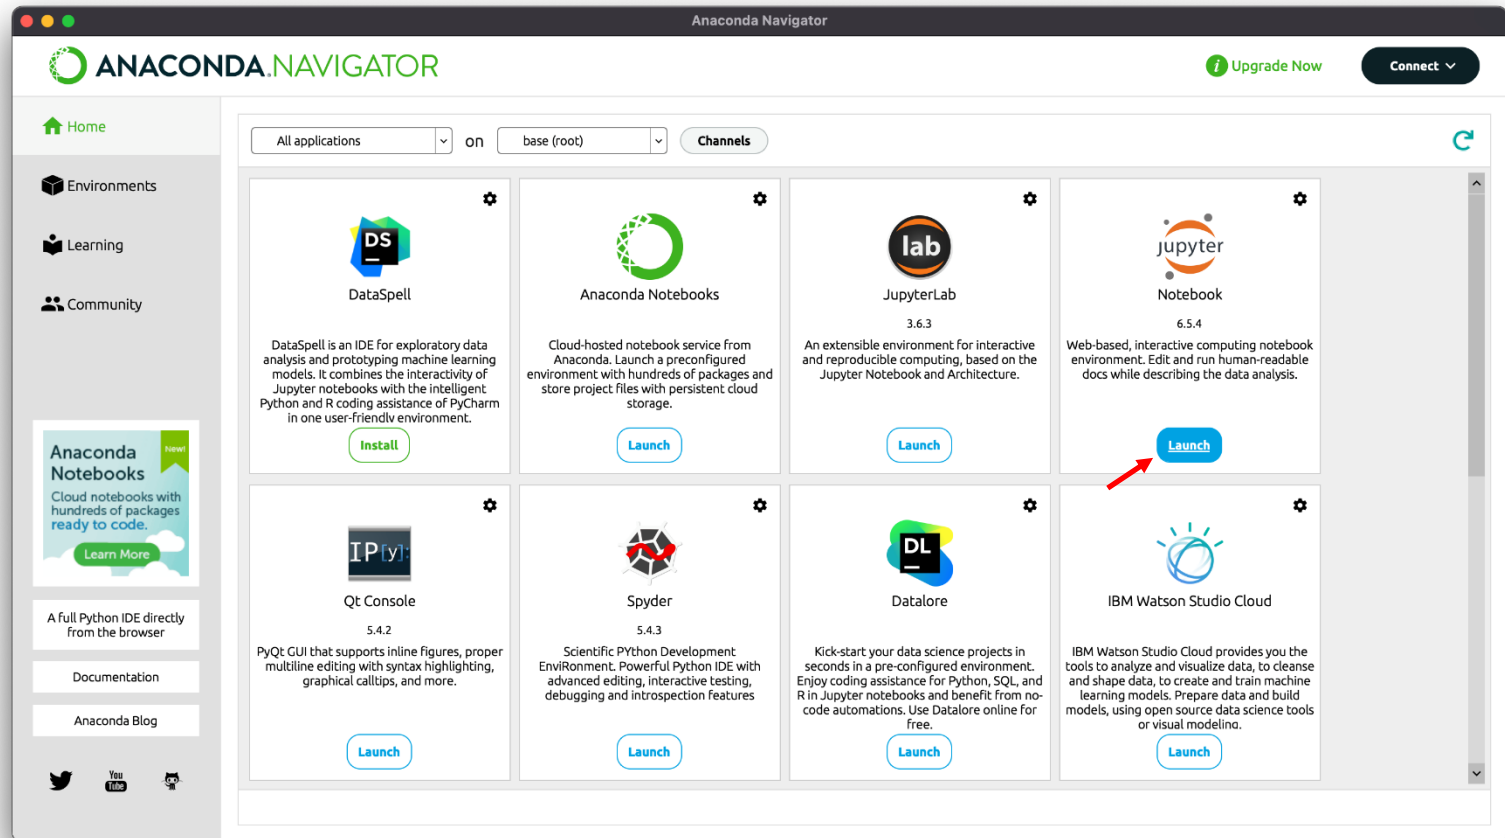 Anaconda Navigator
ANACONDA.NAVIGATOR
i Upgrade Now
Connect
Home
Environments
Learning
Community
All applications
on
base (root)
Channels
DS
DataSpell
DataSpell is an IDE for exploratory data
analysis and prototyping machine learning
models. It combines the interactivity of
Jupyter notebooks with the intelligent
Python and R coding assistance of PyCharm
in one user-friendly environment.
Install
Anaconda Notebooks
Cloud-hosted notebook service from
Anaconda. Launch a preconfigured
environment with hundreds of packages and
store project files with persistent cloud
storage.
Launch
lab
JupyterLab
3.6.3
An extensible environment for interactive
and reproducible computing, based on the
Jupyter Notebook and Architecture.
Launch
jupyter
Notebook
6.5.4
Web-based, interactive computing notebook
environment. Edit and run human-readable
docs while describing the data analysis.
Launch
IP[y]:
Qt Console
5.4.2
PyQt GUI that supports inline figures, proper
multiline editing with syntax highlighting,
graphical calltips, and more.
Launch
Spyder
5.4.3
Scientific PYthon Development
EnviRonment. Powerful Python IDE with
advanced editing, interactive testing,
debugging and introspection features
Launch
DL
Datalore
Kick-start your data science projects in
seconds in a pre-configured environment.
Enjoy coding assistance for Python, SQL, and
R in Jupyter notebooks and benefit from no-
code automations. Use Datalore online for
free.
Launch
IBM Watson Studio Cloud
IBM Watson Studio Cloud provides you the
tools to analyze and visualize data, to cleanse
and shape data, to create and train machine
learning models. Prepare data and build
models, using open source data science tools
or visual modeling.
Launch
Anaconda
Notebooks
New!
Cloud notebooks with
hundreds of packages
ready to code.
Learn More
A full Python IDE directly
from the browser
Documentation
Anaconda Blog
You
Tube